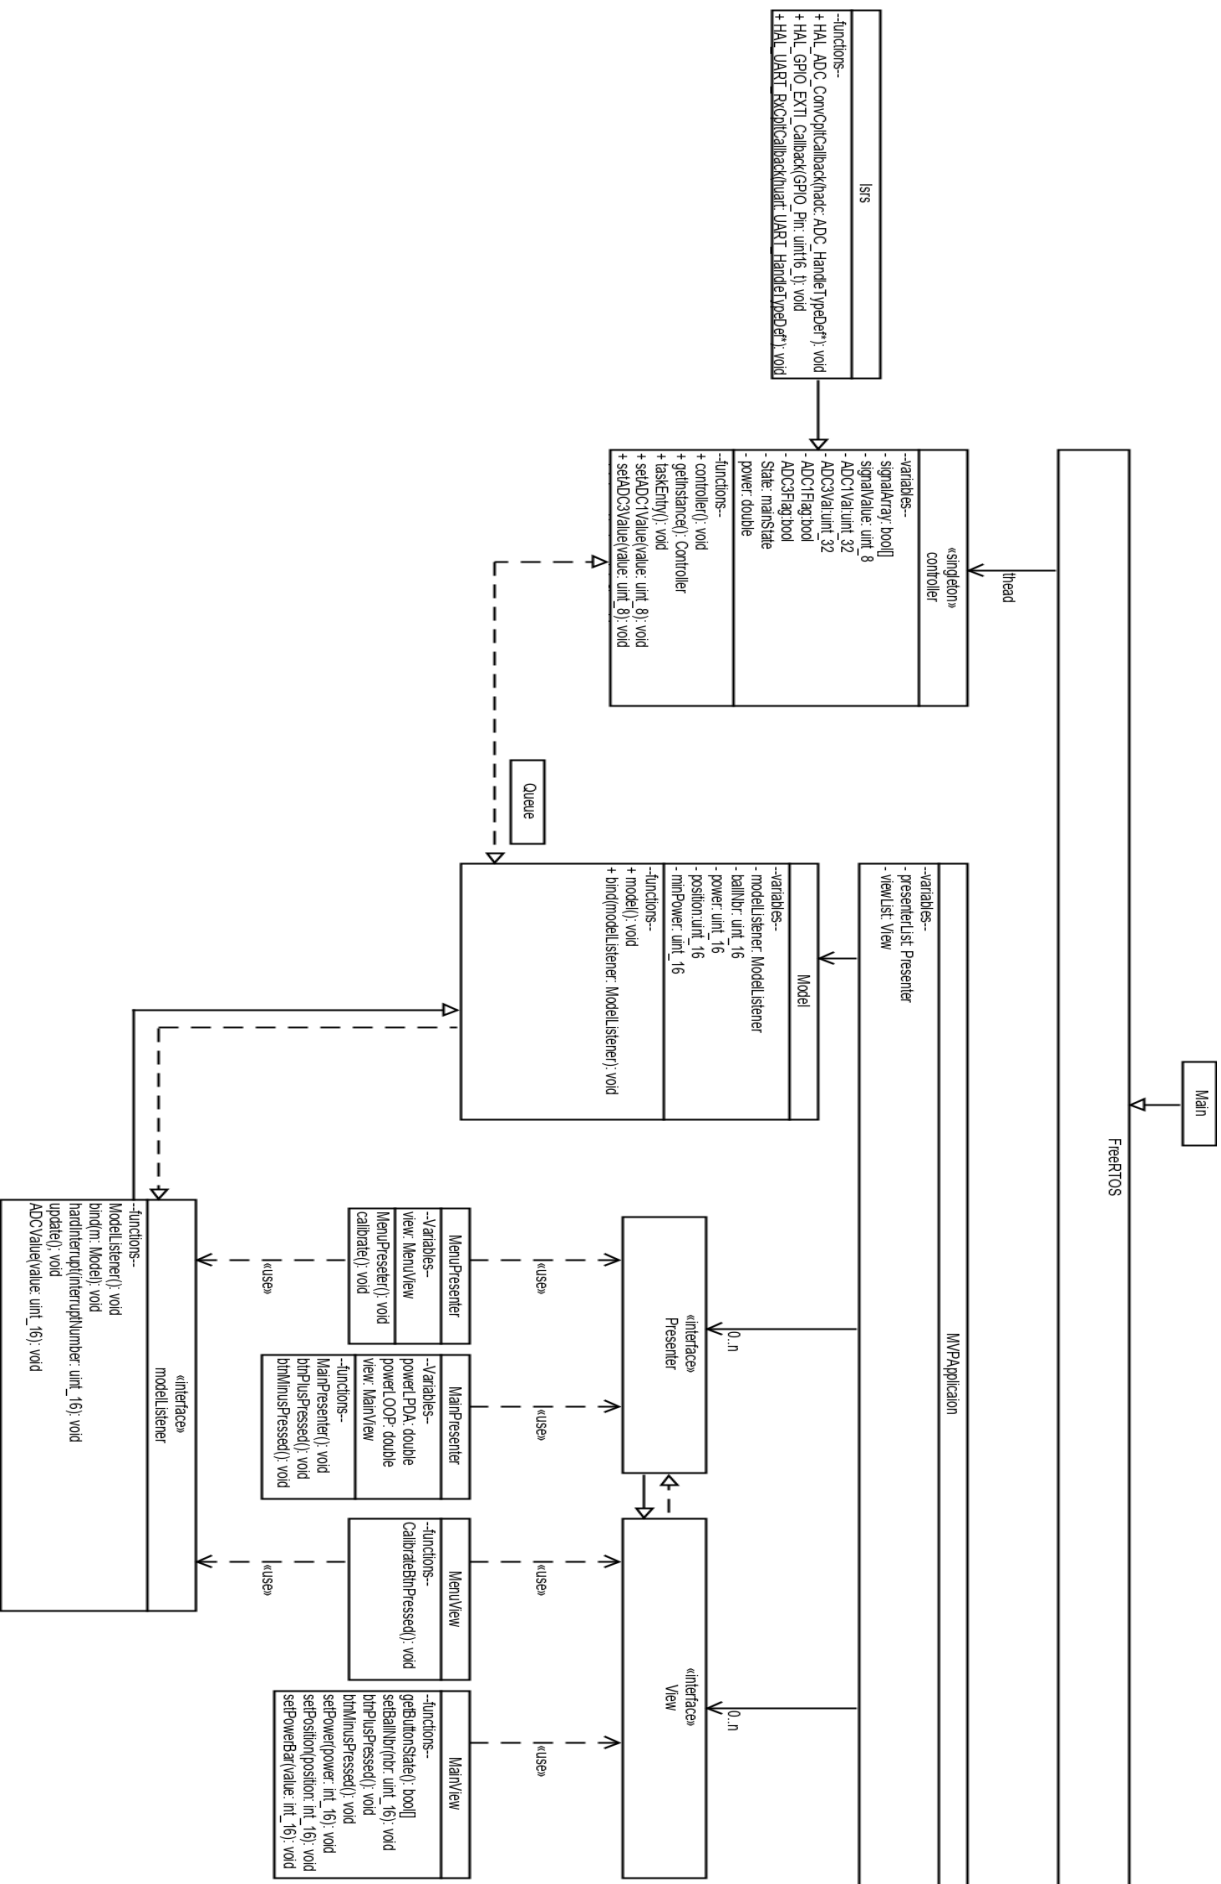 Main
FreeRTOS
thead
Isrs
--functions--
+ HAL_ADC_ConvCpltCallback(hadc: ADC_HandleTypeDef*): void
+ HAL_GPIO_EXTI_Callback(GPIO_Pin: uint16_t): void
+ HAL_UART_RxCpltCallback(huart: UART_HandleTypeDef*): void
«singleton»
controller
--variables--
- signalArray: bool[]
- signalValue: uint_8
- ADC1Val:uint_32
- ADC3Val:uint_32
- ADC1Flag:bool
- ADC3Flag:bool
- State: mainState
- power: double
--functions--
+ controller(): void
+ getInstance(): Controller
+ taskEntry(): void
+ setADC1Value(value: uint_8): void
+ setADC3Value(value: uint_8): void
Queue
MVPApplicaion
--variables--
- presenterList: Presenter
- viewList: View
Model
--variables--
- modelListener: ModelListener
- ballNbr: uint_16
- power: uint_16
- position:uint_16
- minPower: uint_16
--functions--
+ model(): void
+ bind(modelListener: ModelListener): void
0..n
0..n
«interface»
Presenter
«interface»
View
«use»
«use»
«use»
«use»
MenuPresenter
--Variables--
view: MenuView
MenuPreseter(): void
calibrate(): void
MainPresenter
--Variables--
powerLPDA: double
powerLOOP: double
view: MainView
--functions--
MainPresenter(): void
btnPlusPressed(): void
btnMinusPressed(): void
MenuView
--functions--
CalibrateBtnPressed(): void
MainView
--functions--
getButtonState(): bool[]
setBallNbr(nbr: uint_16): void
btnPlusPressed(): void
btnMinusPressed(): void
setPower(power: int_16): void
setPosition(position: int_16): void
setPowerBar(value: int_16): void
«use»
«use»
«interface»
modelListener
--functions--
ModelListener(): void
bind(m: Model): void
hardInterrupt(interruptNumber: uint_16): void
update(): void
ADCValue(value: uint_16): void